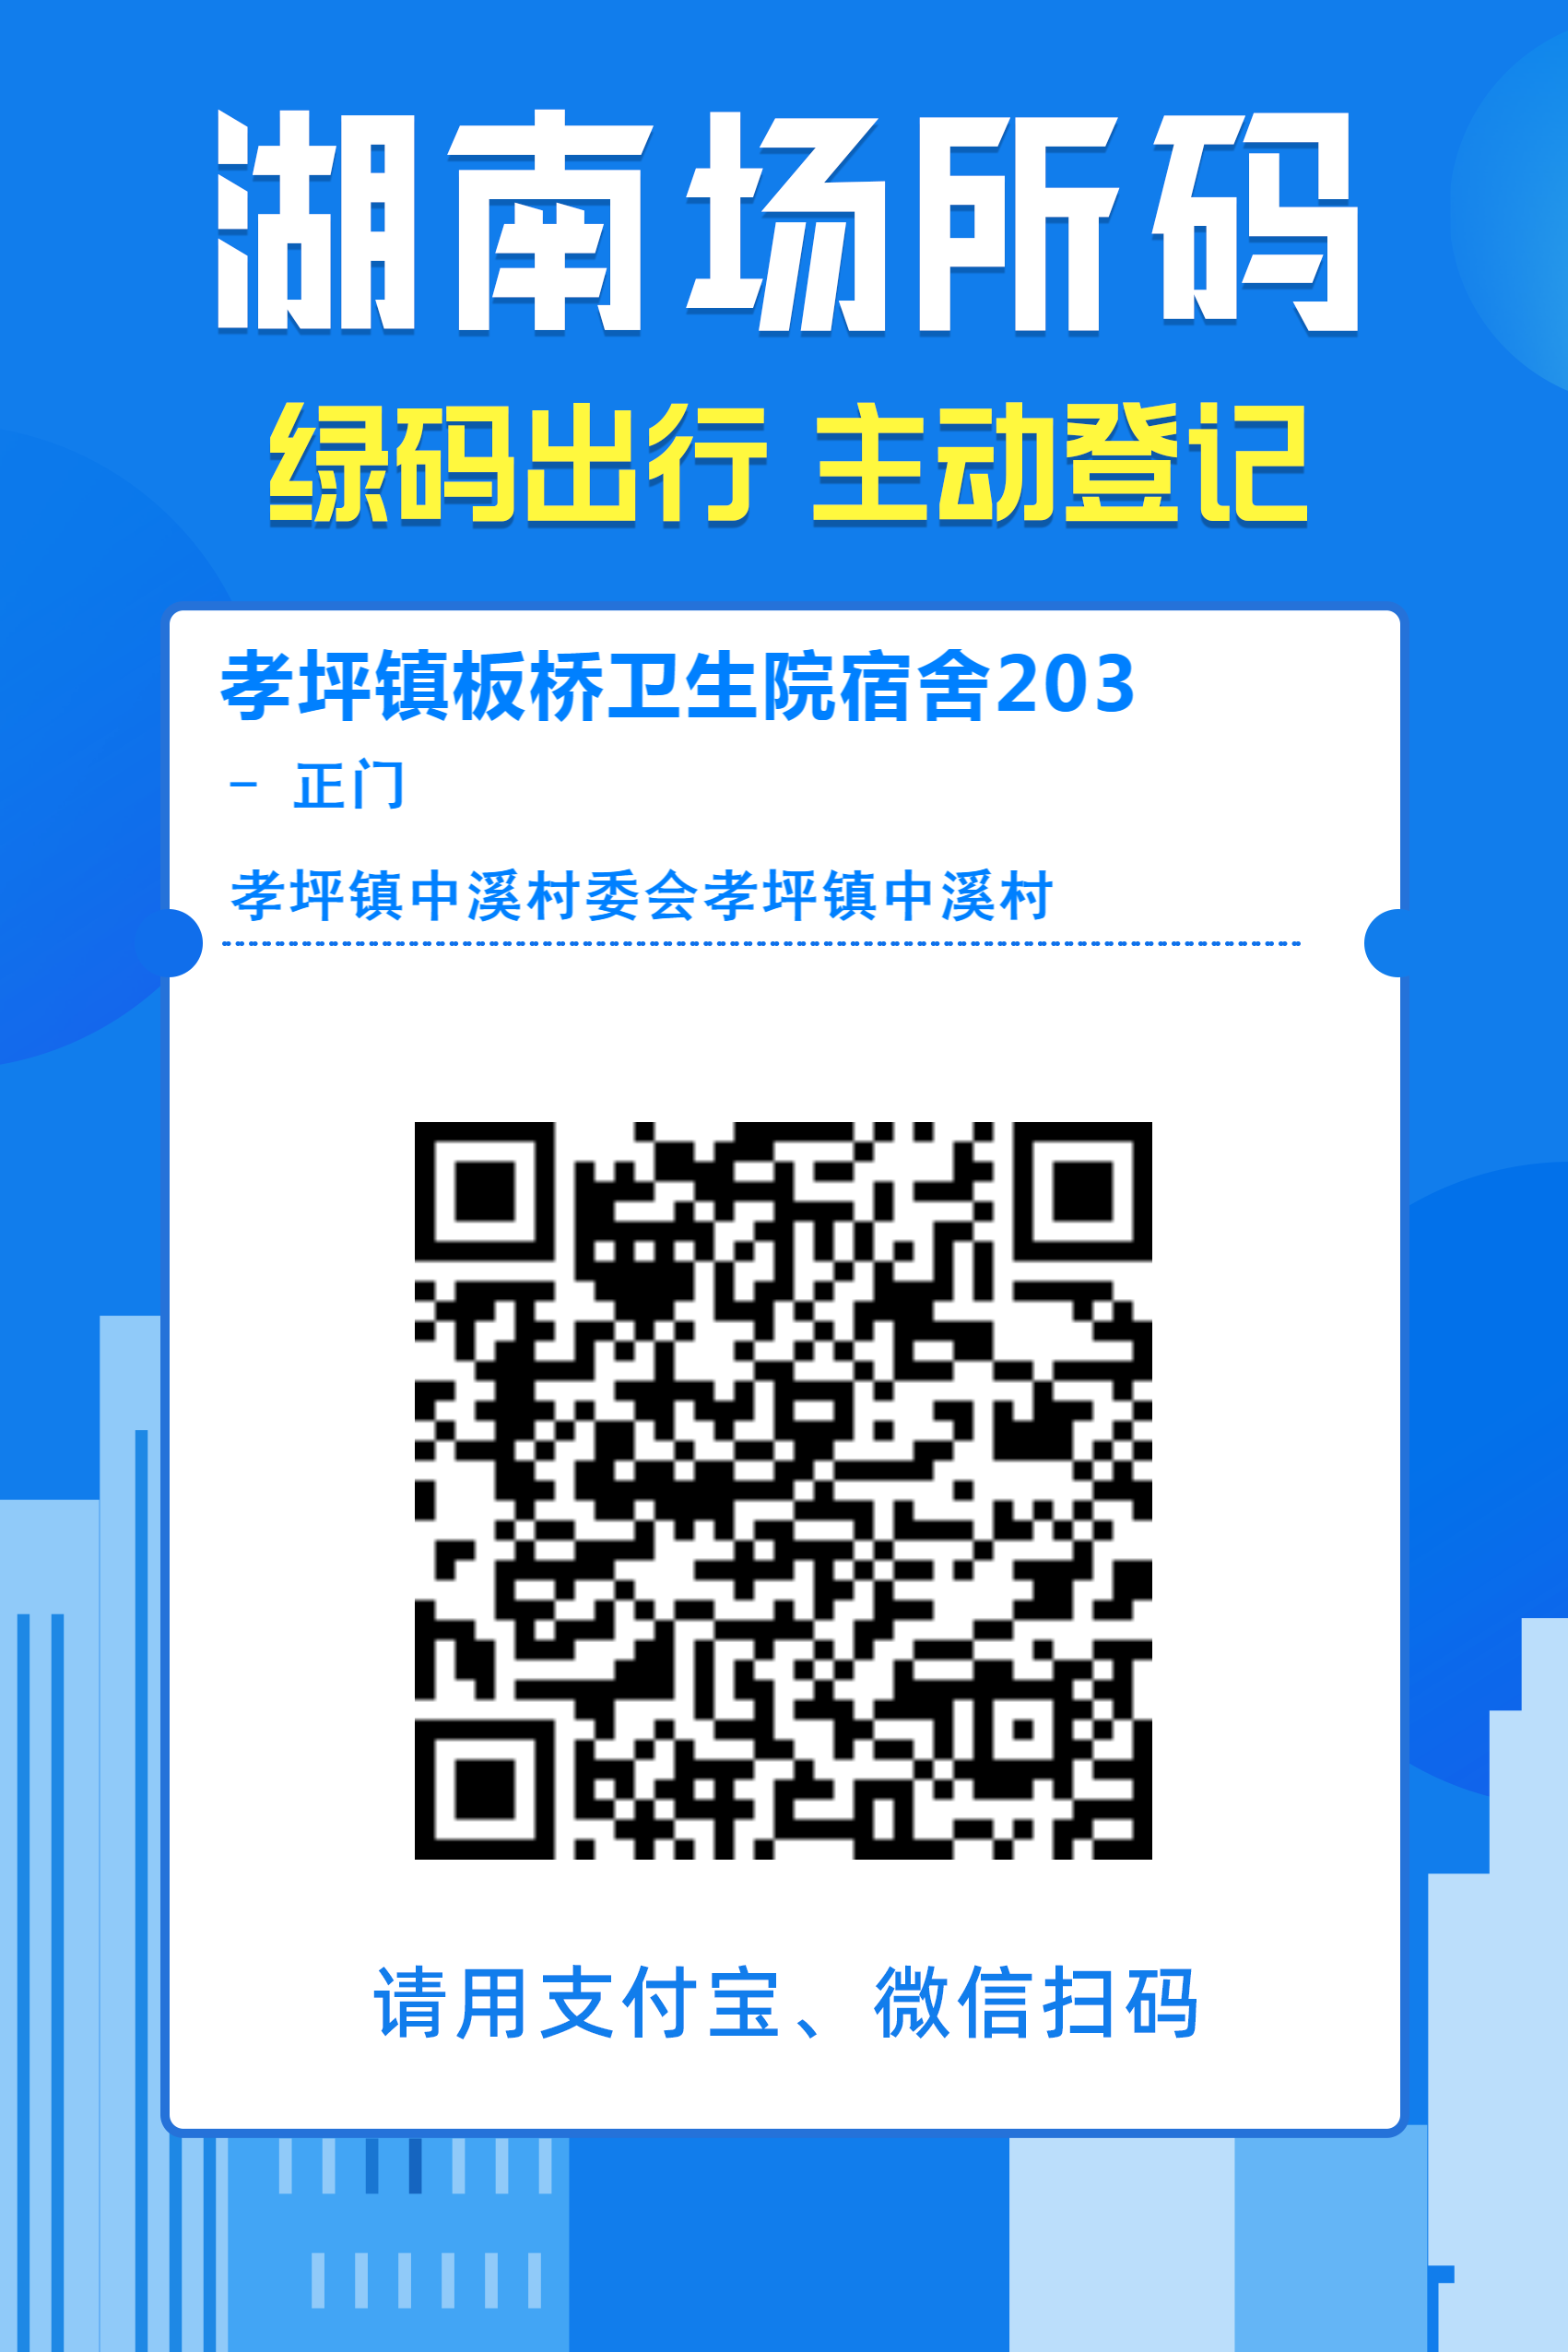 湖南场所码
绿码出行 主动登记
孝坪镇板桥卫生院宿舍203
– 正门
孝坪镇中溪村委会孝坪镇中溪村
请用支付宝、微信扫码